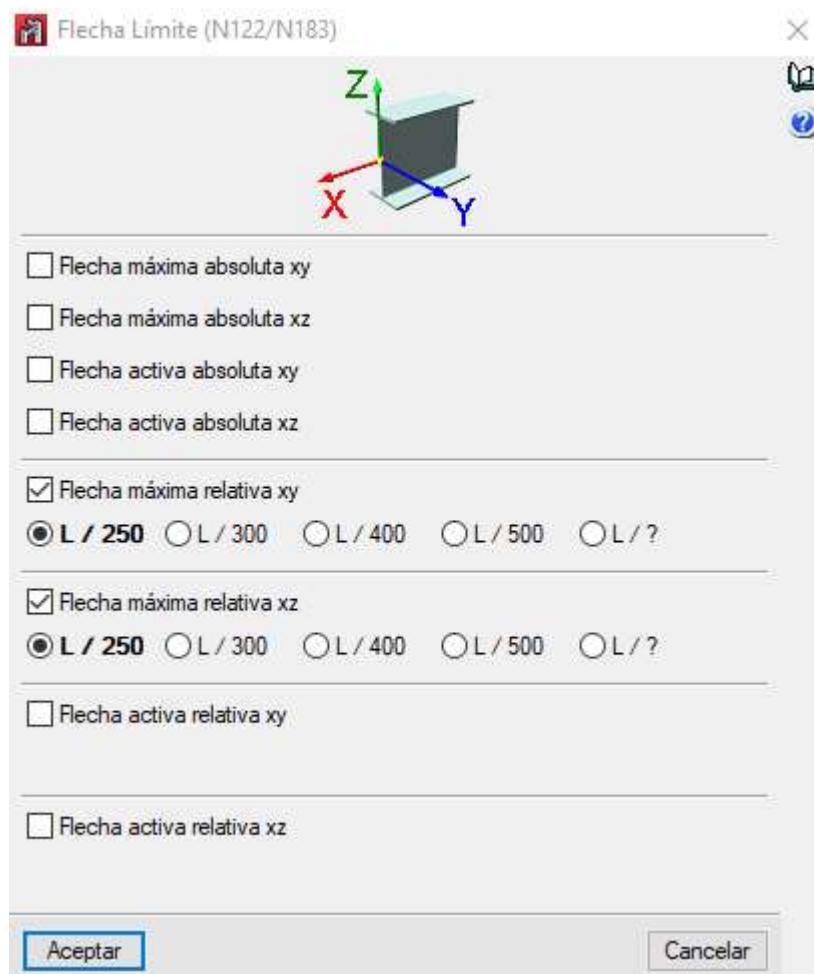 Flecha Límite (N122/N183)
Z
X
Y
Flecha máxima absoluta xy
Flecha máxima absoluta xz
Flecha activa absoluta xy
Flecha activa absoluta xz
Flecha máxima relativa xy
L / 250 L / 300 L / 400 L / 500 L / ?
Flecha máxima relativa xz
L / 250 L / 300 L / 400 L / 500 L / ?
Flecha activa relativa xy
Flecha activa relativa xz
Aceptar Cancelar